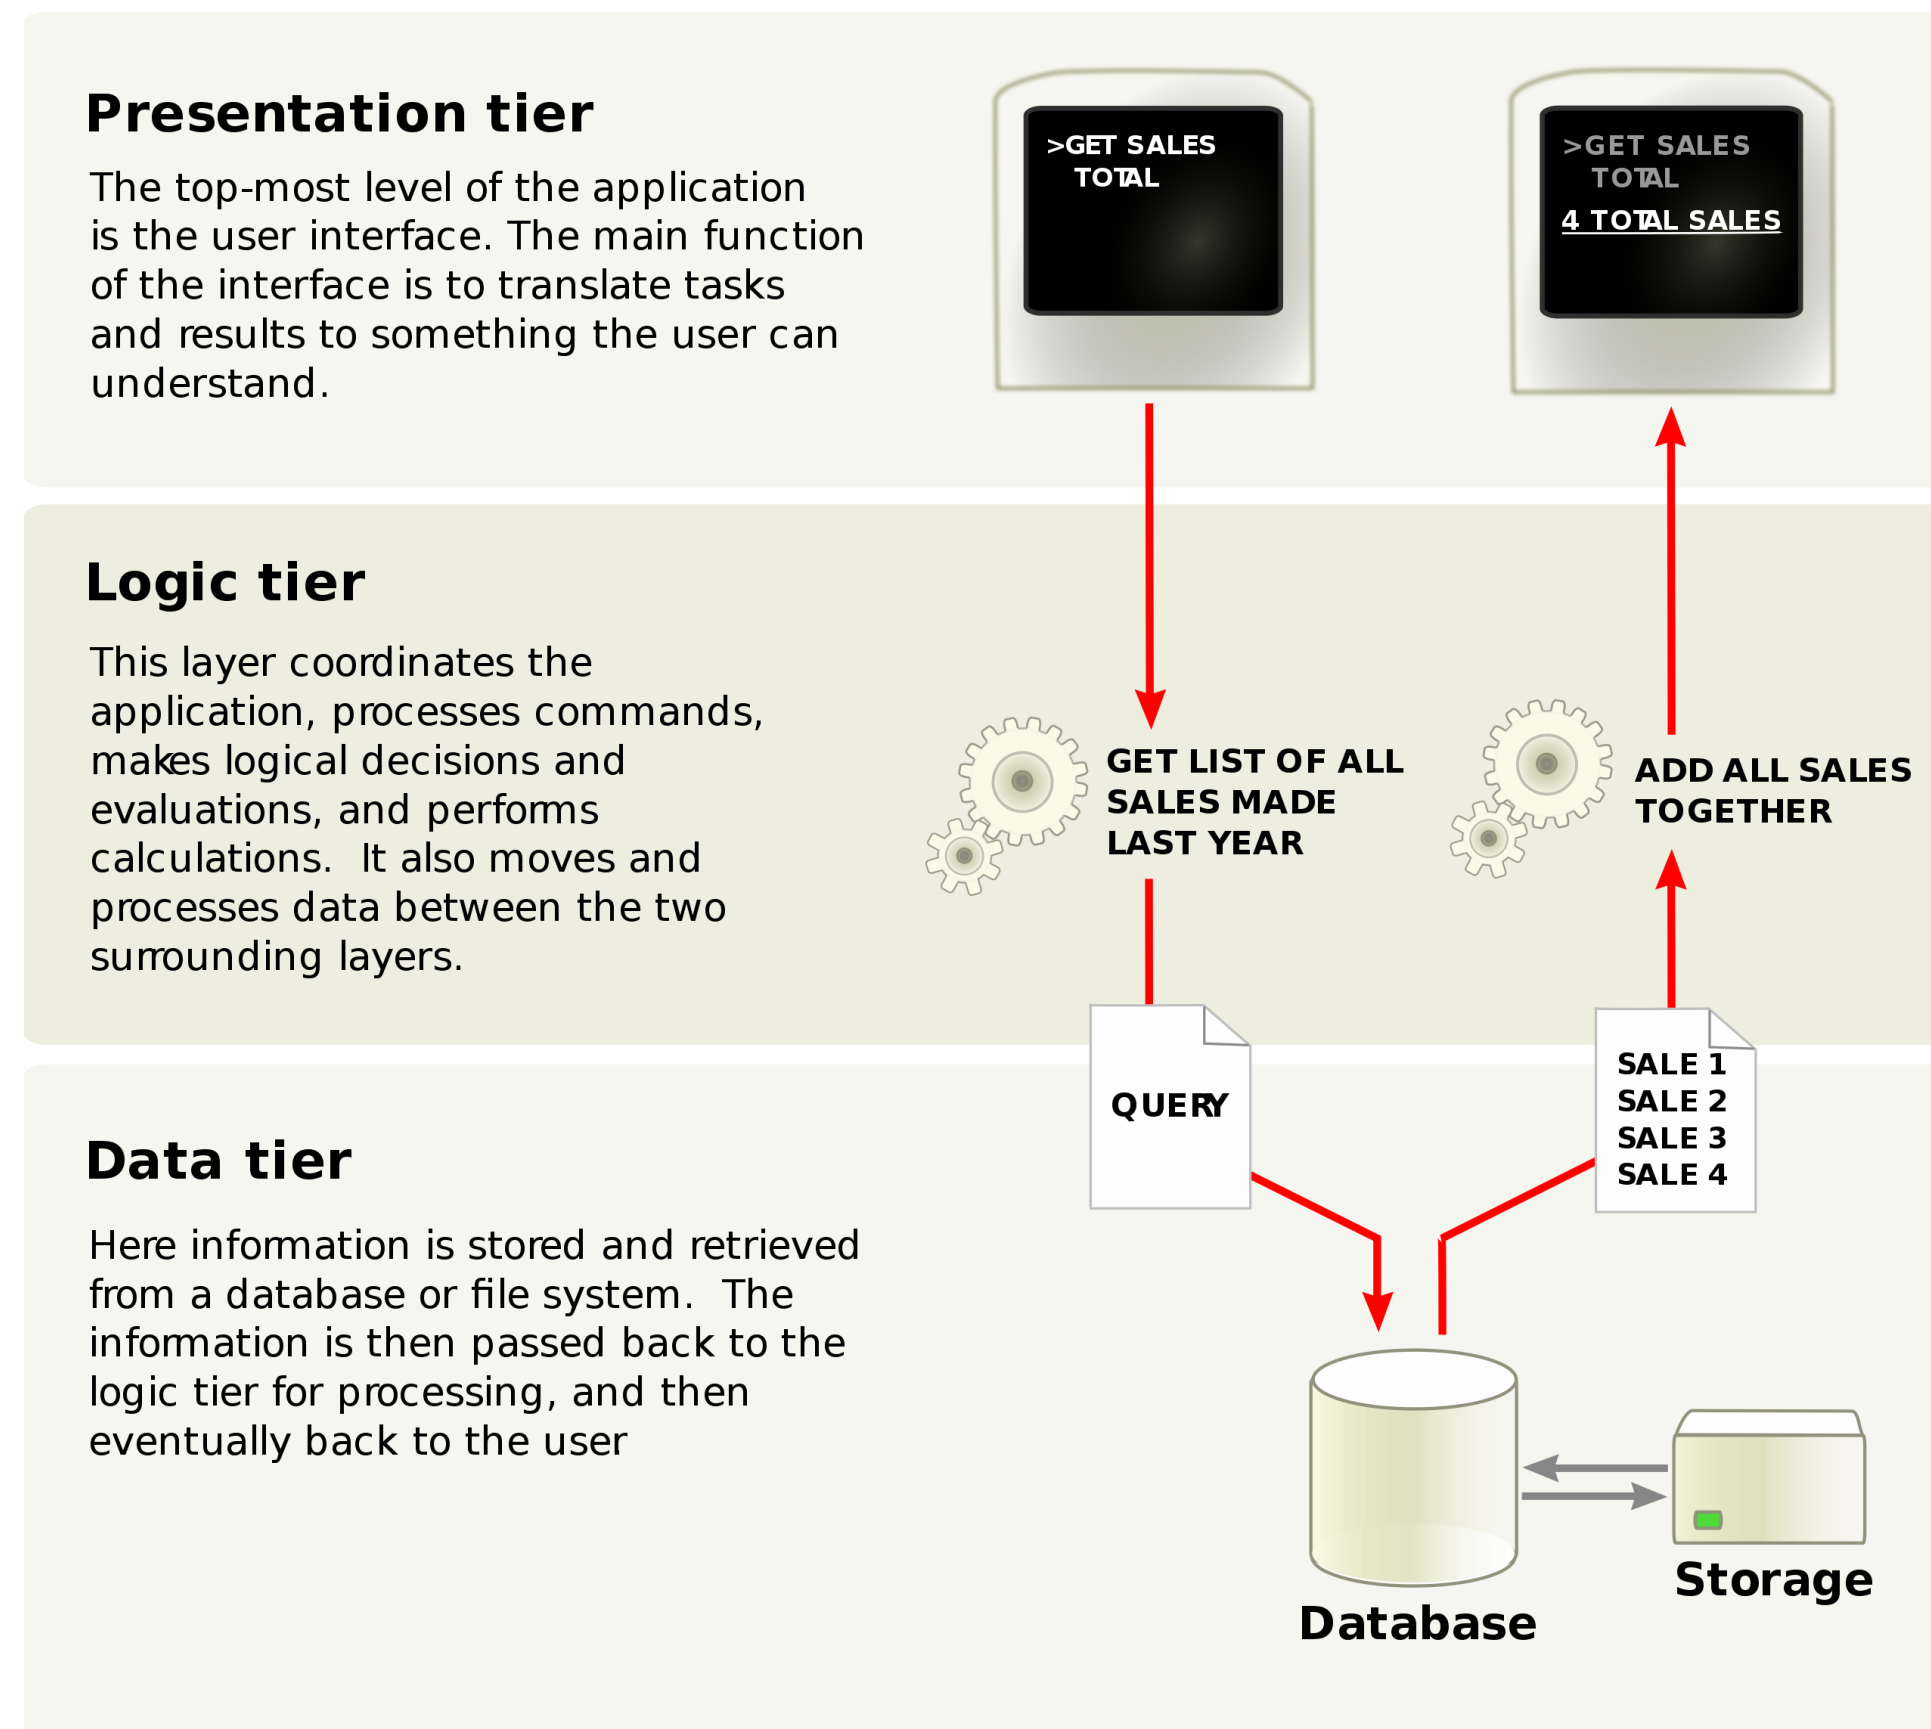 Presentation tier
The top-most level of the application
is the user interface. The main function
of the interface is to translate tasks
and results to something the user can
understand.
>GET SALES
TOTAL
>GET SALES
TOTAL
4 TOTAL SALES
Logic tier
This layer coordinates the
application, processes commands,
makes logical decisions and
evaluations, and performs
calculations.  It also moves and
processes data between the two
surrounding layers.
GET LIST OF ALL
SALES MADE
LAST YEAR
ADD ALL SALES
TOGETHER
QUERY
SALE 1
SALE 2
SALE 3
SALE 4
Data tier
Here information is stored and retrieved
from a database or file system.  The
information is then passed back to the
logic tier for processing, and then
eventually back to the user.
Database
Storage